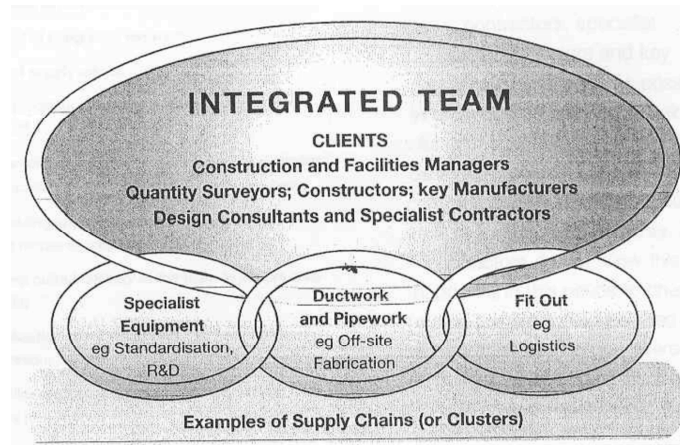 INTEGRATED TEAM
CLIENTS
Construction and Facilities Managers
Quantity Surveyors; Constructors; key Manufacturers
Design Consultants and Specialist Contractors
Specialist
Equipment
eg Standardisation,
R&D
Ductwork
and Pipework
eg Off-site
Fabrication
Fit Out
eg
Logistics
Examples of Supply Chains (or Clusters)